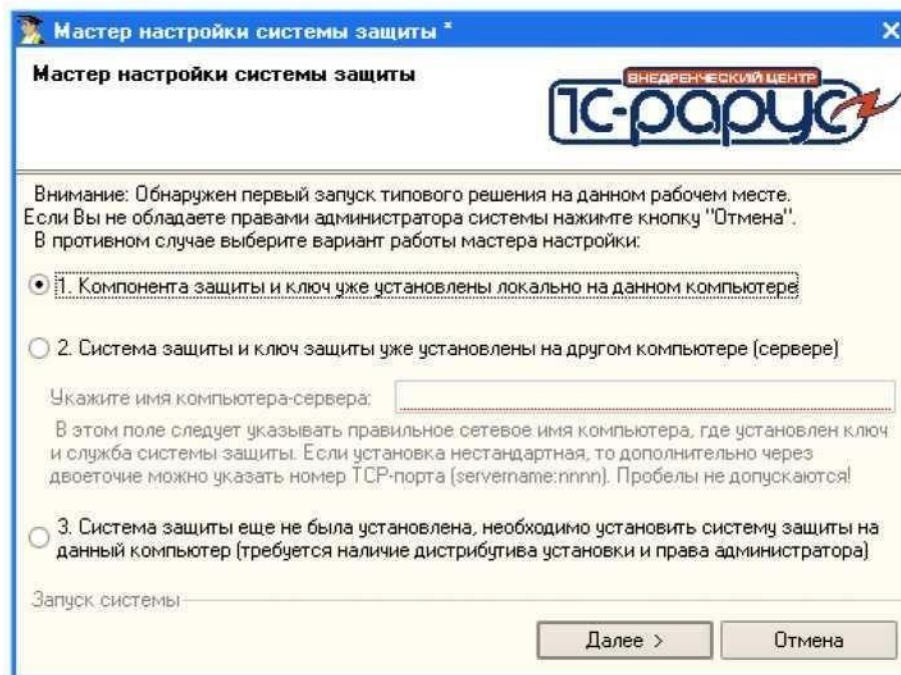 Мастер настройки системы защиты *
Мастер настройки системы защиты
ВНЕДРЕНЧЕСКИЙ ЦЕНТР
1С-рарус
Внимание: Обнаружен первый запуск типового решения на данном рабочем месте.
Если Вы не обладаете правами администратора системы нажмите кнопку "Отмена".
В противном случае выберите вариант работы мастера настройки:
1. Компонента защиты и ключ уже установлены локально на данном компьютере
2. Система защиты и ключ защиты уже установлены на другом компьютере (сервере)
Укажите имя компьютера-сервера:
В этом поле следует указывать правильное сетевое имя компьютера, где установлен ключ
и служба системы защиты. Если установка нестандартная, то дополнительно через
двоеточие можно указать номер TCP-порта (servername:nnnn). Пробелы не допускаются!
3. Система защиты еще не была установлена, необходимо установить систему защиты на
данный компьютер (требуется наличие дистрибутива установки и права администратора)
Запуск системы
Далее >
Отмена